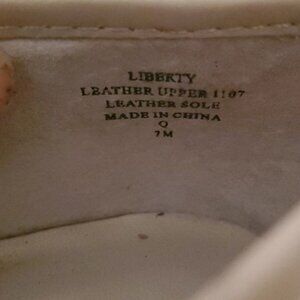 LIBERTY
LEATHER UPPER 1107
LEATHER SOLE
MADE IN CHINA
Q
7M